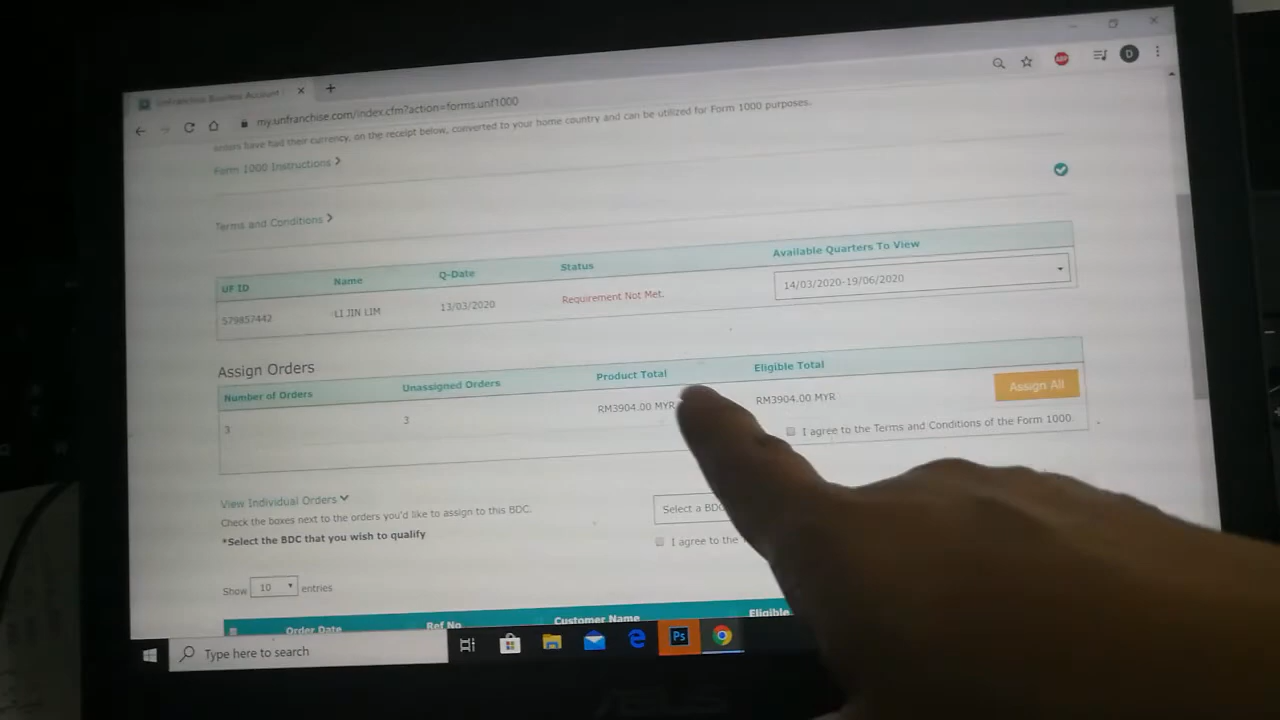 UnFranchise Business Account
my.unfranchise.com/index.cfm?action=forms.unf1000
ABP
D
orders have had their currency, on the receipt below, converted to your home country and can be utilized for Form 1000 purposes.
Form 1000 Instructions
Terms and Conditions
UF ID Name Q-Date Status Available Quarters To View
579857442 LI JIN LIM 13/03/2020 Requirement Not Met. 14/03/2020-19/06/2020
Assign Orders
Number of Orders Unassigned Orders Product Total Eligible Total
3 3 RM3904.00 MYR RM3904.00 MYR Assign All
I agree to the Terms and Conditions of the Form 1000.
View Individual Orders
Check the boxes next to the orders you'd like to assign to this BDC. Select a BDC
*Select the BDC that you wish to qualify I agree to the
Show 10 entries
Order Date Ref No Customer Name Eligible
Type here to search
Ps
ASUS